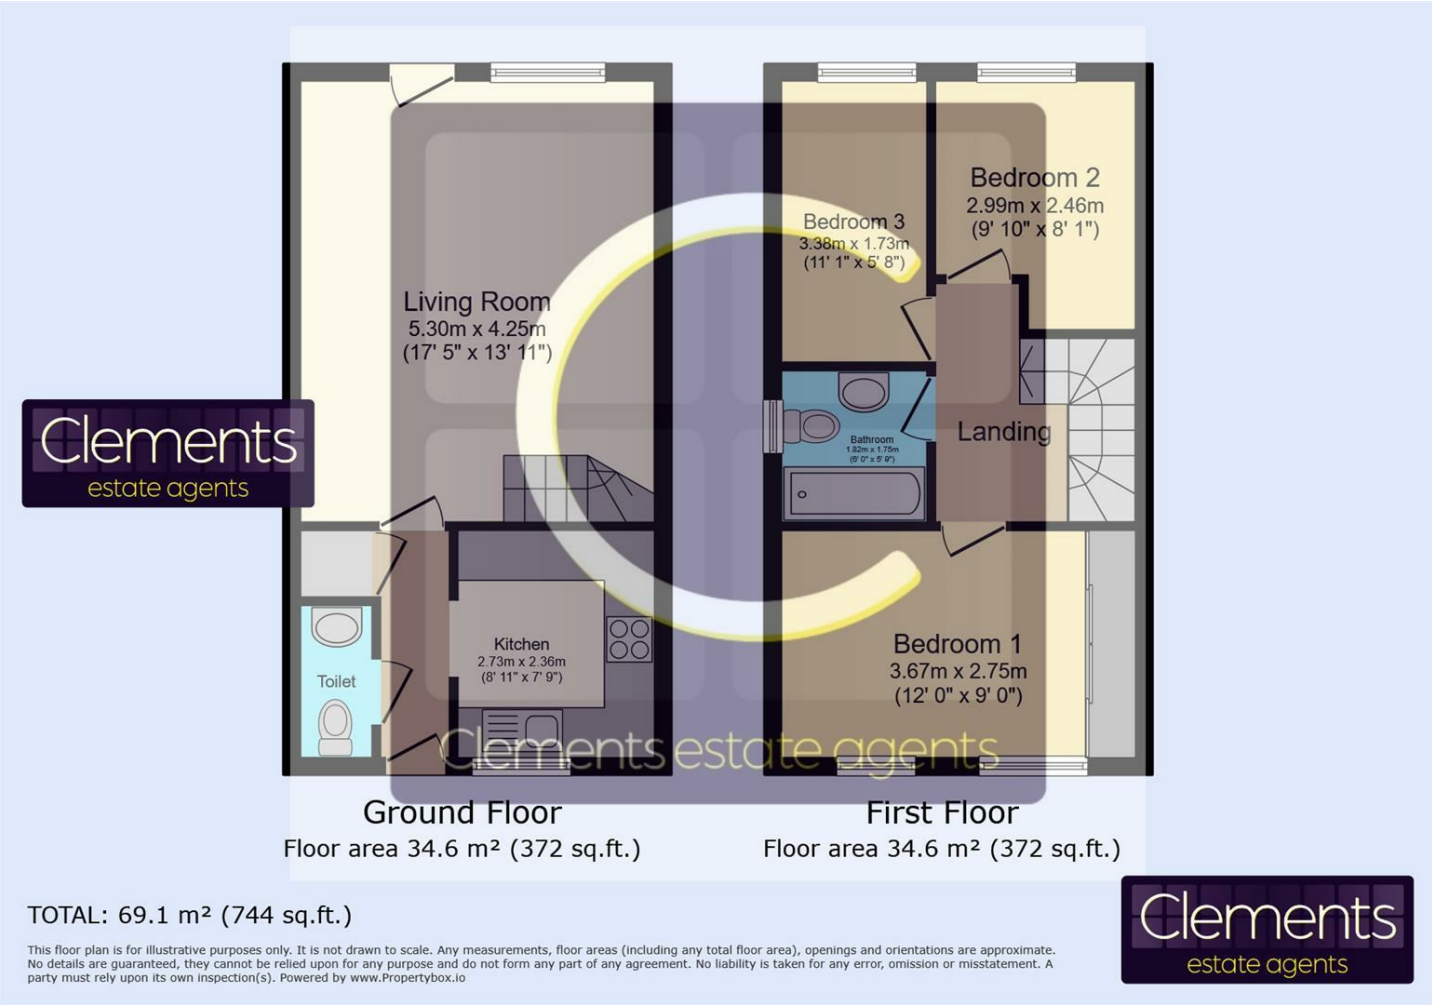 Living Room
5.30m x 4.25m
(17' 5" x 13' 11")
Kitchen
2.73m x 2.36m
(8' 11" x 7' 9")
Toilet
Bedroom 3
3.38m x 1.73m
(11' 1" x 5' 8")
Bedroom 2
2.99m x 2.46m
(9' 10" x 8' 1")
Bathroom
1.82m x 1.75m
(6' 0" x 5' 9")
Landing
Bedroom 1
3.67m x 2.75m
(12' 0" x 9' 0")
Clements
estate agents
Clements estate agents
Ground Floor
Floor area 34.6 m² (372 sq.ft.)
First Floor
Floor area 34.6 m² (372 sq.ft.)
TOTAL: 69.1 m² (744 sq.ft.)
This floor plan is for illustrative purposes only. It is not drawn to scale. Any measurements, floor areas (including any total floor area), openings and orientations are approximate.
No details are guaranteed, they cannot be relied upon for any purpose and do not form any part of any agreement. No liability is taken for any error, omission or misstatement. A
party must rely upon its own inspection(s). Powered by www.Propertybox.io
Clements
estate agents